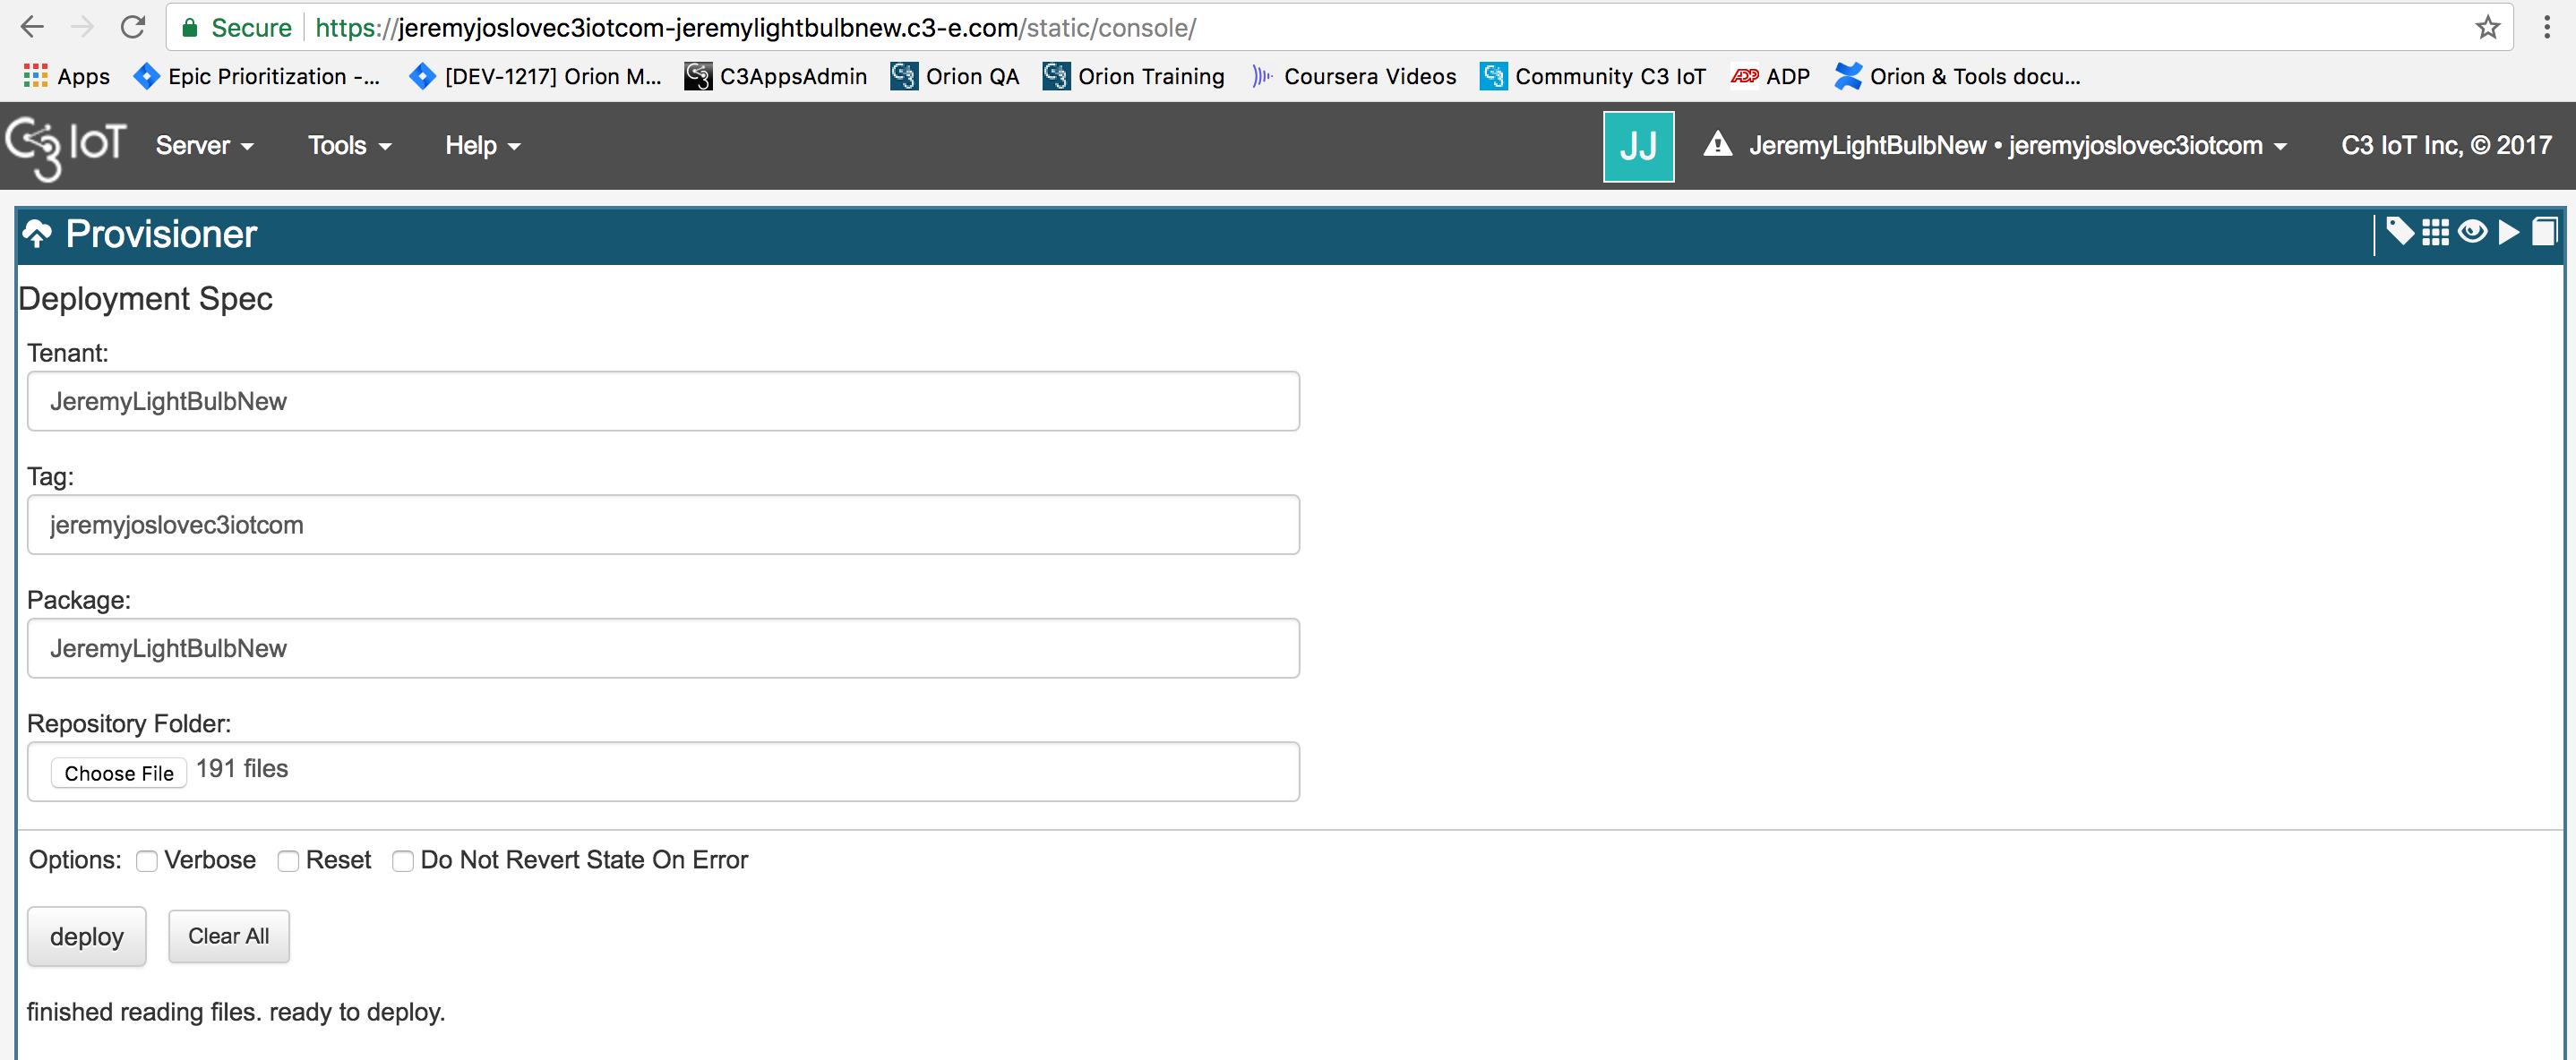 Secure https://jeremyjoslovec3iotcom-jeremylightbulbnew.c3-e.com/static/console/
Apps Epic Prioritization -... [DEV-1217] Orion M... C3AppsAdmin Orion QA Orion Training Coursera Videos Community C3 IoT ADP ADP Orion & Tools docu...
C3 IoT Server Tools Help JJ JeremyLightBulbNew • jeremyjoslovec3iotcom C3 IoT Inc, © 2017
Provisioner
Deployment Spec
Tenant:
JeremyLightBulbNew
Tag:
jeremyjoslovec3iotcom
Package:
JeremyLightBulbNew
Repository Folder:
Choose File 191 files
Options: Verbose Reset Do Not Revert State On Error
deploy Clear All
finished reading files. ready to deploy.